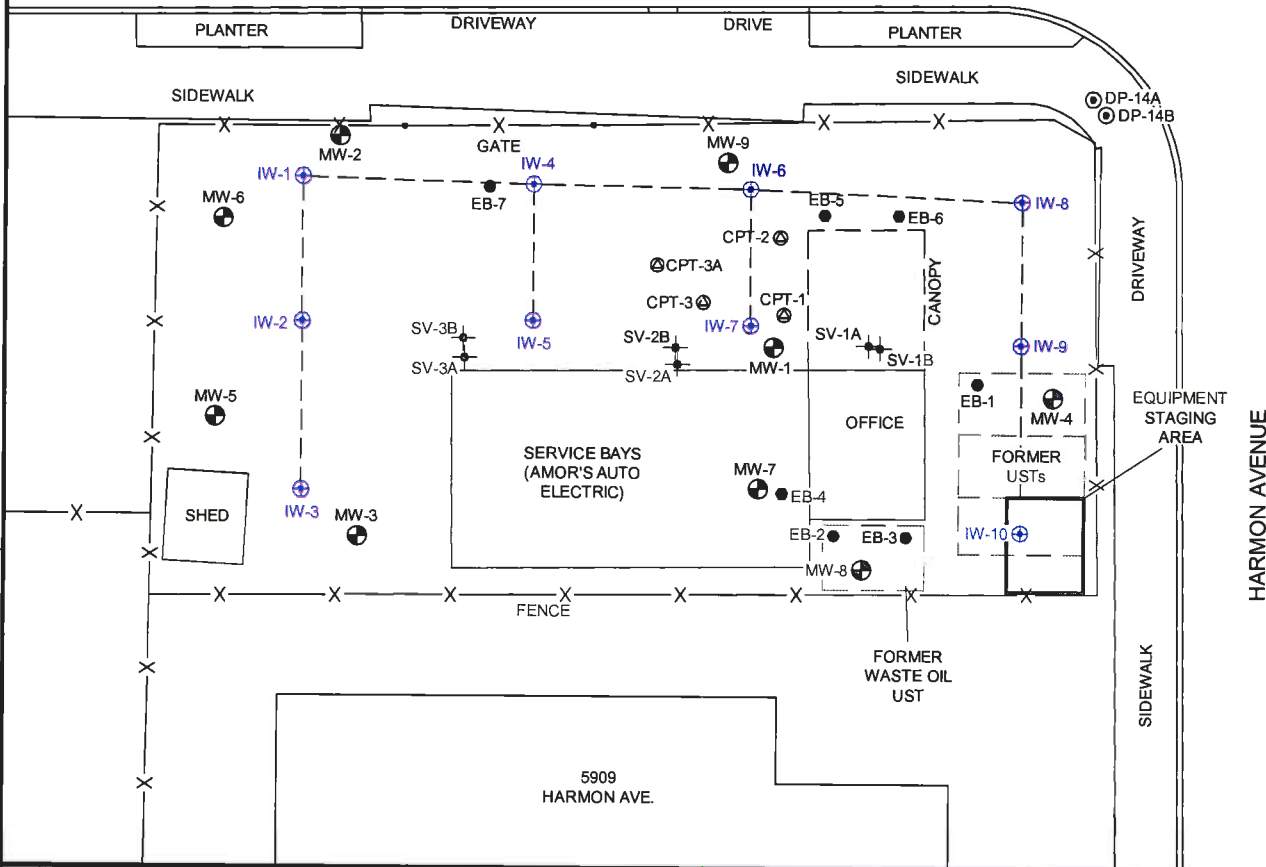 DRIVEWAY
DRIVE
PLANTER
PLANTER
SIDEWALK
SIDEWALK
DP-14A
DP-14B
MW-2
GATE
MW-9
IW-1
IW-4
IW-6
MW-6
EB-7
EB-5
EB-6
IW-8
CPT-2
CPT-3A
CANOPY
DRIVEWAY
CPT-3
CPT-1
IW-2
SV-3B
IW-5
SV-2B
IW-7
SV-1A
IW-9
SV-3A
SV-2A
MW-1
SV-1B
MW-5
EB-1
MW-4
EQUIPMENT
STAGING
AREA
OFFICE
SERVICE BAYS
(AMOR'S AUTO
ELECTRIC)
FORMER
USTs
MW-7
EB-4
HARMON AVENUE
SHED
IW-3
MW-3
EB-2
EB-3
IW-10
MW-8
FENCE
FORMER
WASTE OIL
UST
SIDEWALK
5909
HARMON AVE.